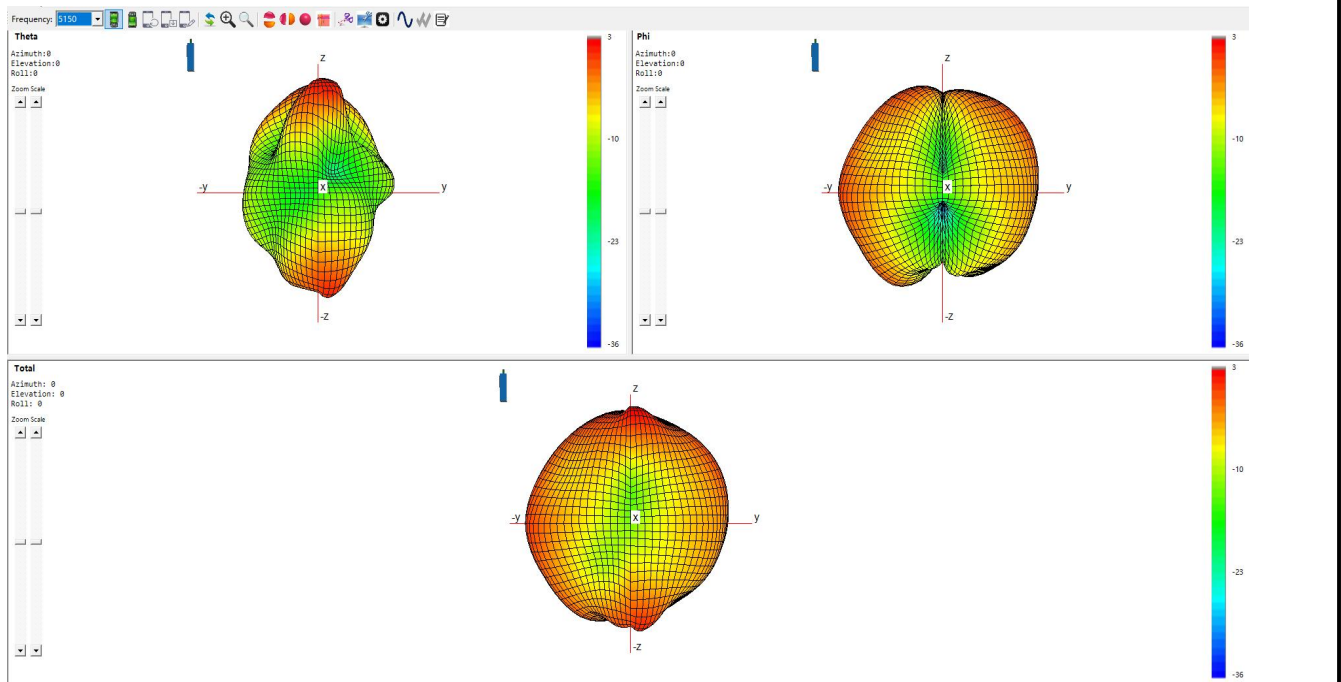 Frequency: 5150
Theta
Azimuth:0
Elevation:0
Roll:0
Zoom Scale
z
-y
x
y
-z
3
-10
-23
-36
Phi
Azimuth:0
Elevation:0
Roll:0
Zoom Scale
z
-y
x
y
-z
3
-10
-23
-36
Total
Azimuth: 0
Elevation: 0
Roll: 0
Zoom Scale
z
-y
x
y
-z
3
-10
-23
-36